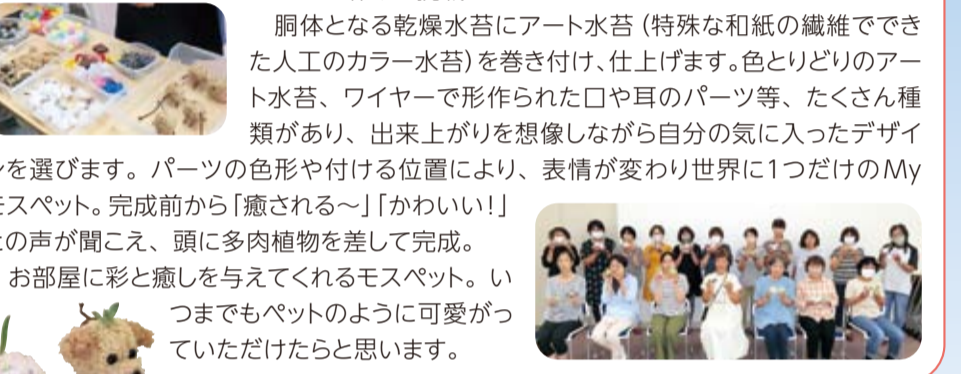 胴体となる乾燥水苔にアート水苔（特殊な和紙の繊維ででき
た人工のカラー水苔）を巻き付け、仕上げます。色とりどりのアー
ト水苔、ワイヤーで形作られた口や耳のパーツ等、たくさん種
類があり、出来上がりを想像しながら自分の気に入ったデザイ
ンを選びます。パーツの色形や付ける位置により、表情が変わり世界に1つだけのMy
モスペット。完成前から「癒される～」「かわいい！」
との声が聞こえ、頭に多肉植物を差して完成。
お部屋に彩と癒しを与えてくれるモスペット。い
つまでもペットのように可愛がっ
ていただけたらと思います。